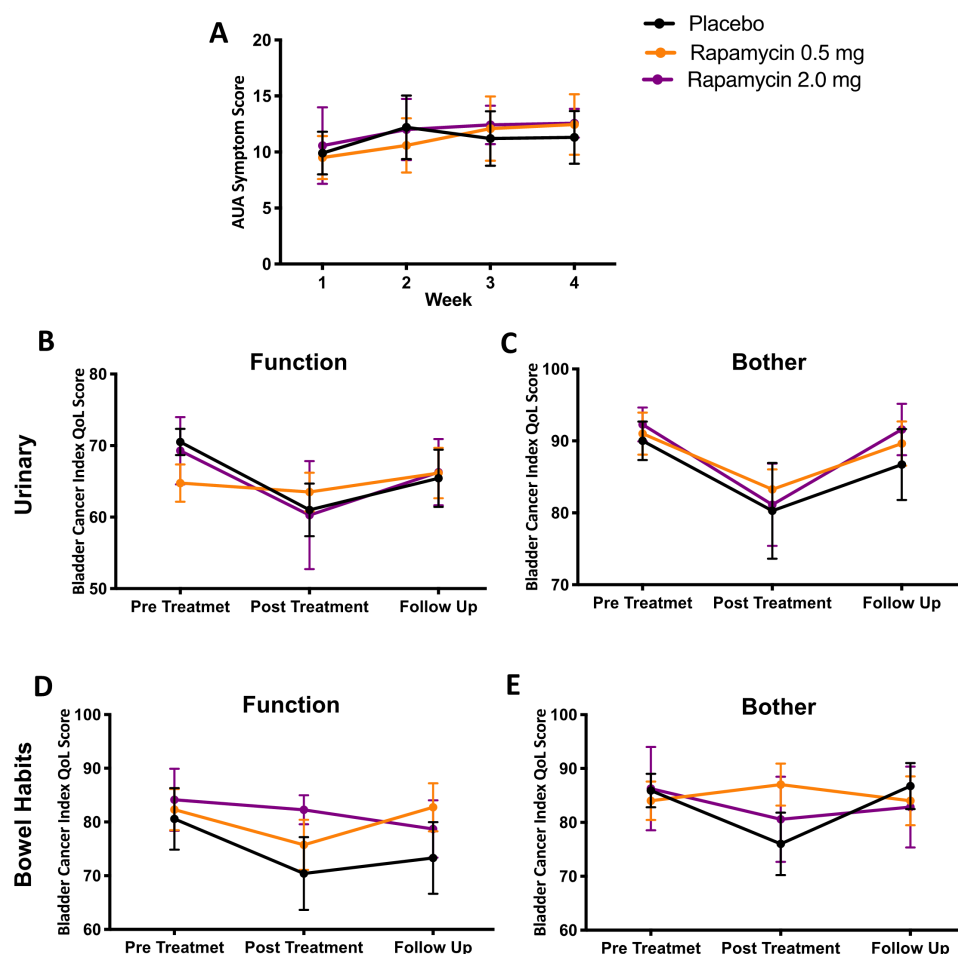 A
Placebo
Rapamycin 0.5 mg
Rapamycin 2.0 mg
AUA Symptom Score
20
15
10
5
0
1 2 3 4
Week
Urinary
B
Function
Bladder Cancer Index QoL Score
80
70
60
50
Pre Treatmet Post Treatment Follow Up
C
Bother
Bladder Cancer Index QoL Score
100
90
80
70
Pre Treatmet Post Treatment Follow Up
Bowel Habits
D
Function
Bladder Cancer Index QoL Score
100
90
80
70
60
Pre Treatmet Post Treatment Follow Up
E
Bother
Bladder Cancer Index QoL Score
100
90
80
70
60
Pre Treatmet Post Treatment Follow Up